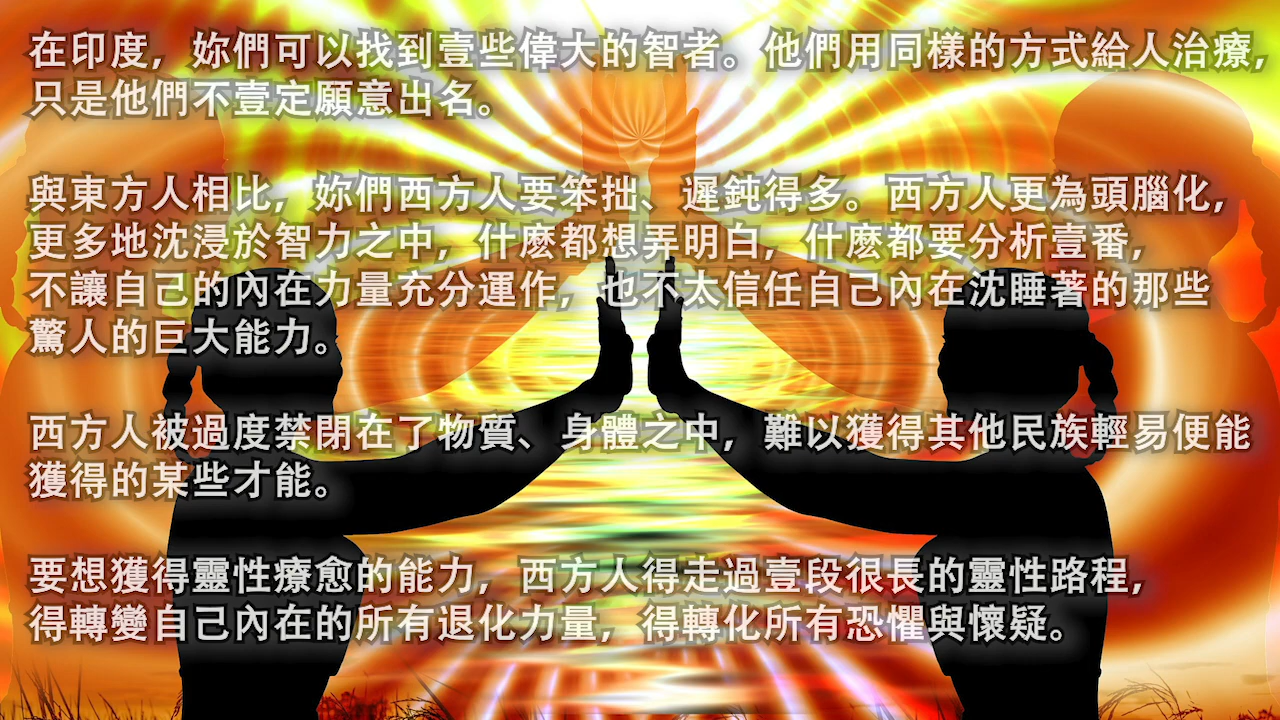 在印度，妳們可以找到壹些偉大的智者。他們用同樣的方式給人治療，
只是他們不壹定願意出名。
與東方人相比，妳們西方人要笨拙、遲鈍得多。西方人更為頭腦化，
更多地沈浸於智力之中，什麽都想弄明白，什麽都要分析壹番，
不讓自己的內在力量充分運作，也不太信任自己內在沈睡著的那些
驚人的巨大能力。
西方人被過度禁閉在了物質、身體之中，難以獲得其他民族輕易便能
獲得的某些才能。
要想獲得靈性療愈的能力，西方人得走過壹段很長的靈性路程，
得轉變自己內在的所有退化力量，得轉化所有恐懼與懷疑。